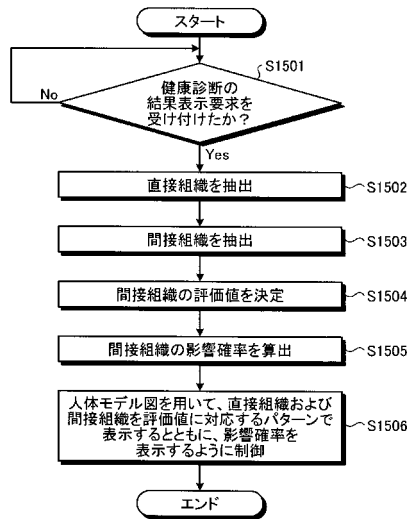 スタート
S1501
健康診断の
結果表示要求を
受け付けたか？
No
Yes
直接組織を抽出
S1502
間接組織を抽出
S1503
間接組織の評価値を決定
S1504
間接組織の影響確率を算出
S1505
人体モデル図を用いて、直接組織および
間接組織を評価値に対応するパターンで
表示するとともに、影響確率を
表示するように制御
S1506
エンド